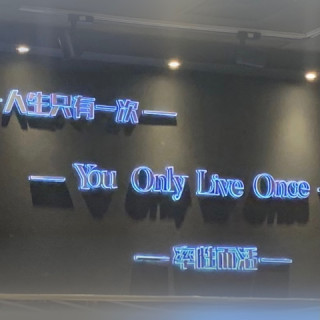 人生只有一次 —
— You Only Live Once -
— 率性而活 —